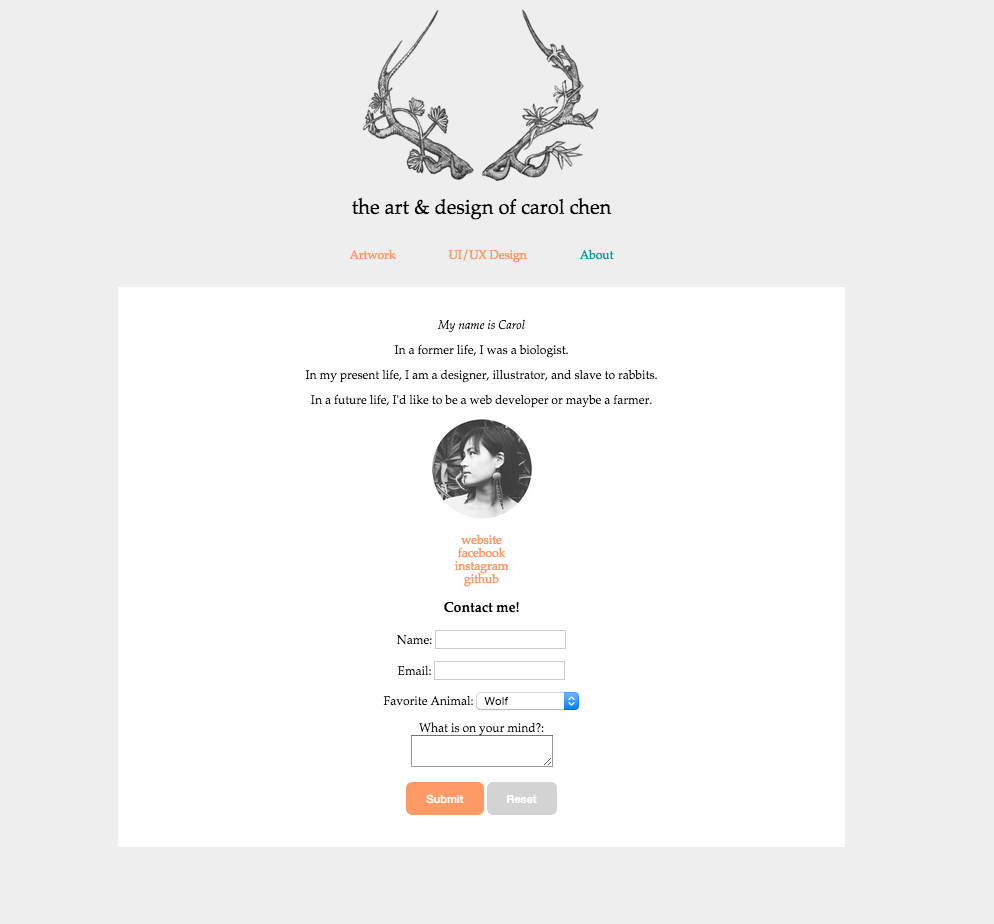 the art & design of carol chen
Artwork UI/UX Design About
My name is Carol
In a former life, I was a biologist.
In my present life, I am a designer, illustrator, and slave to rabbits.
In a future life, I'd like to be a web developer or maybe a farmer.
website
facebook
instagram
github
Contact me!
Name:
Email:
Favorite Animal: Wolf
What is on your mind?:
Submit Reset